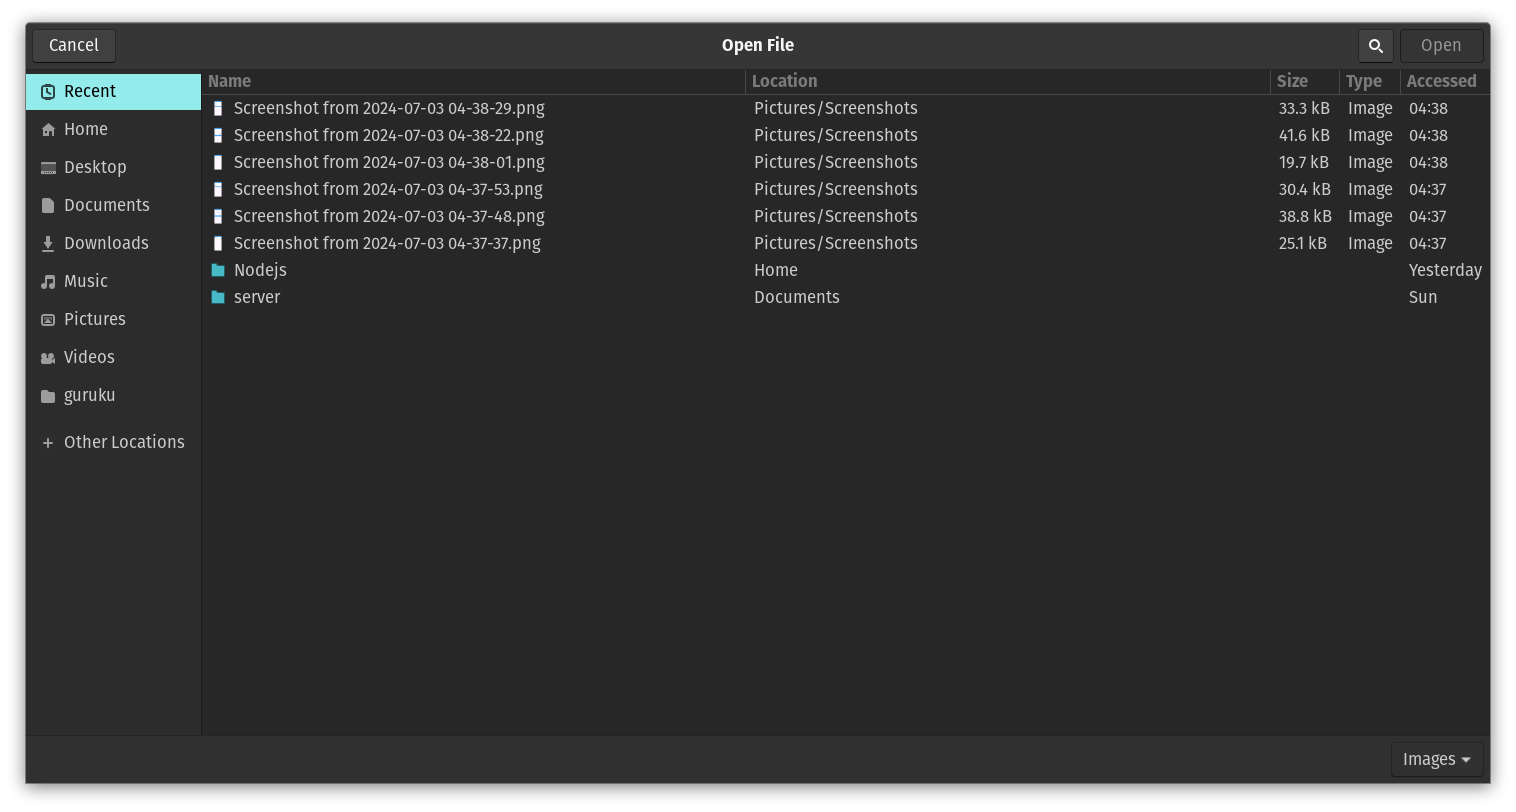 Cancel
Open File
Open
Recent
Home
Desktop
Documents
Downloads
Music
Pictures
Videos
guruku
Other Locations
Name Location Size Type Accessed
Screenshot from 2024-07-03 04-38-29.png Pictures/Screenshots 33.3 kB Image 04:38
Screenshot from 2024-07-03 04-38-22.png Pictures/Screenshots 41.6 kB Image 04:38
Screenshot from 2024-07-03 04-38-01.png Pictures/Screenshots 19.7 kB Image 04:38
Screenshot from 2024-07-03 04-37-53.png Pictures/Screenshots 30.4 kB Image 04:37
Screenshot from 2024-07-03 04-37-48.png Pictures/Screenshots 38.8 kB Image 04:37
Screenshot from 2024-07-03 04-37-37.png Pictures/Screenshots 25.1 kB Image 04:37
Nodejs Home Yesterday
server Documents Sun
Images